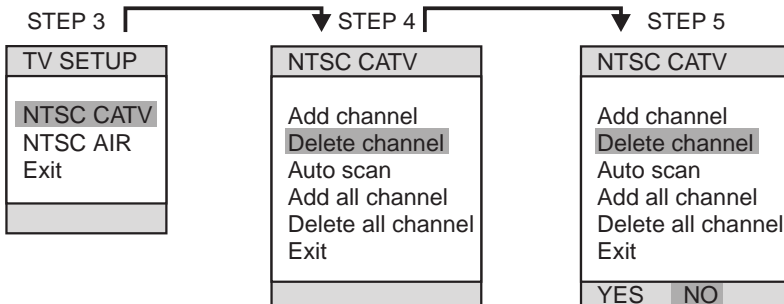 STEP 3
TV SETUP
NTSC CATV
NTSC AIR
Exit
STEP 4
NTSC CATV
Add channel
Delete channel
Auto scan
Add all channel
Delete all channel
Exit
STEP 5
NTSC CATV
Add channel
Delete channel
Auto scan
Add all channel
Delete all channel
Exit
YES NO